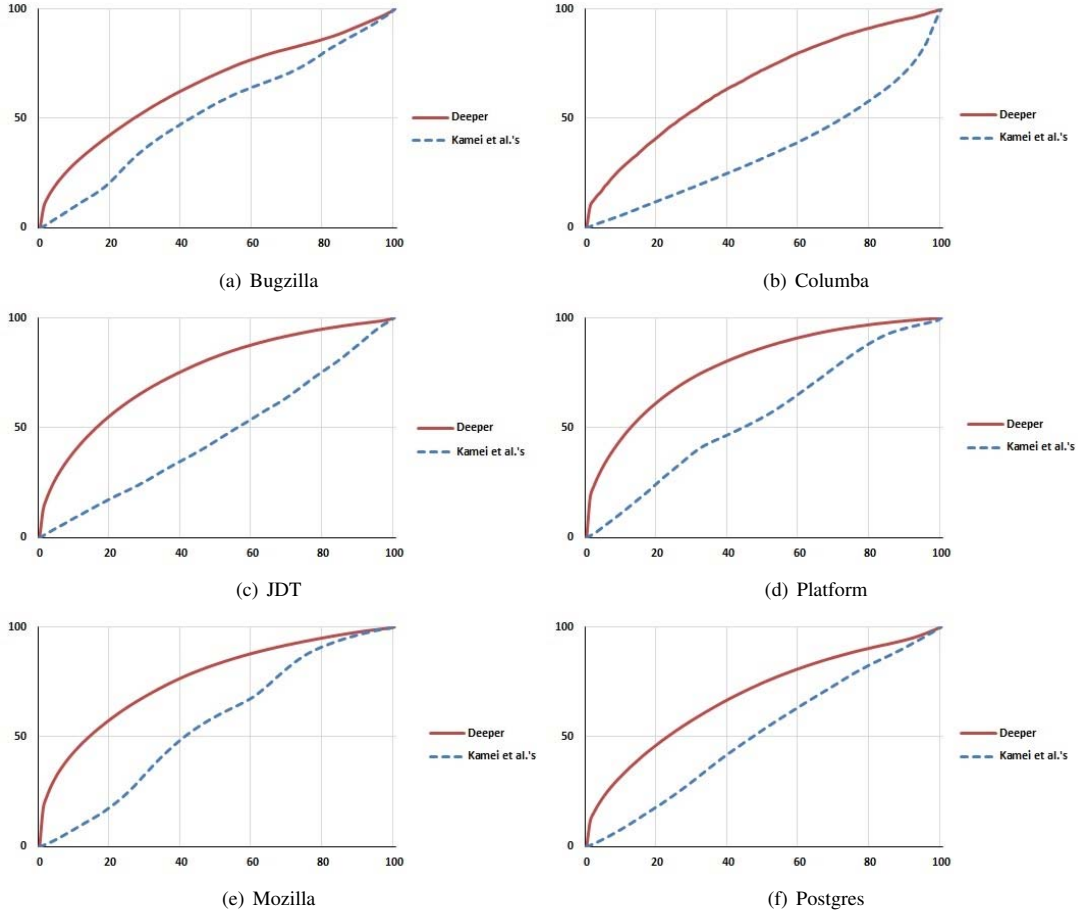 100
50
0
0 20 40 60 80 100
Deeper
Kamei et al.'s
(a) Bugzilla
100
50
0
0 20 40 60 80 100
Deeper
Kamei et al.'s
(b) Columba
100
50
0
0 20 40 60 80 100
Deeper
Kamei et al.'s
(c) JDT
100
50
0
0 20 40 60 80 100
Deeper
Kamei et al.'s
(d) Platform
100
50
0
0 20 40 60 80 100
Deeper
Kamei et al.'s
(e) Mozilla
100
50
0
0 20 40 60 80 100
Deeper
Kamei et al.'s
(f) Postgres